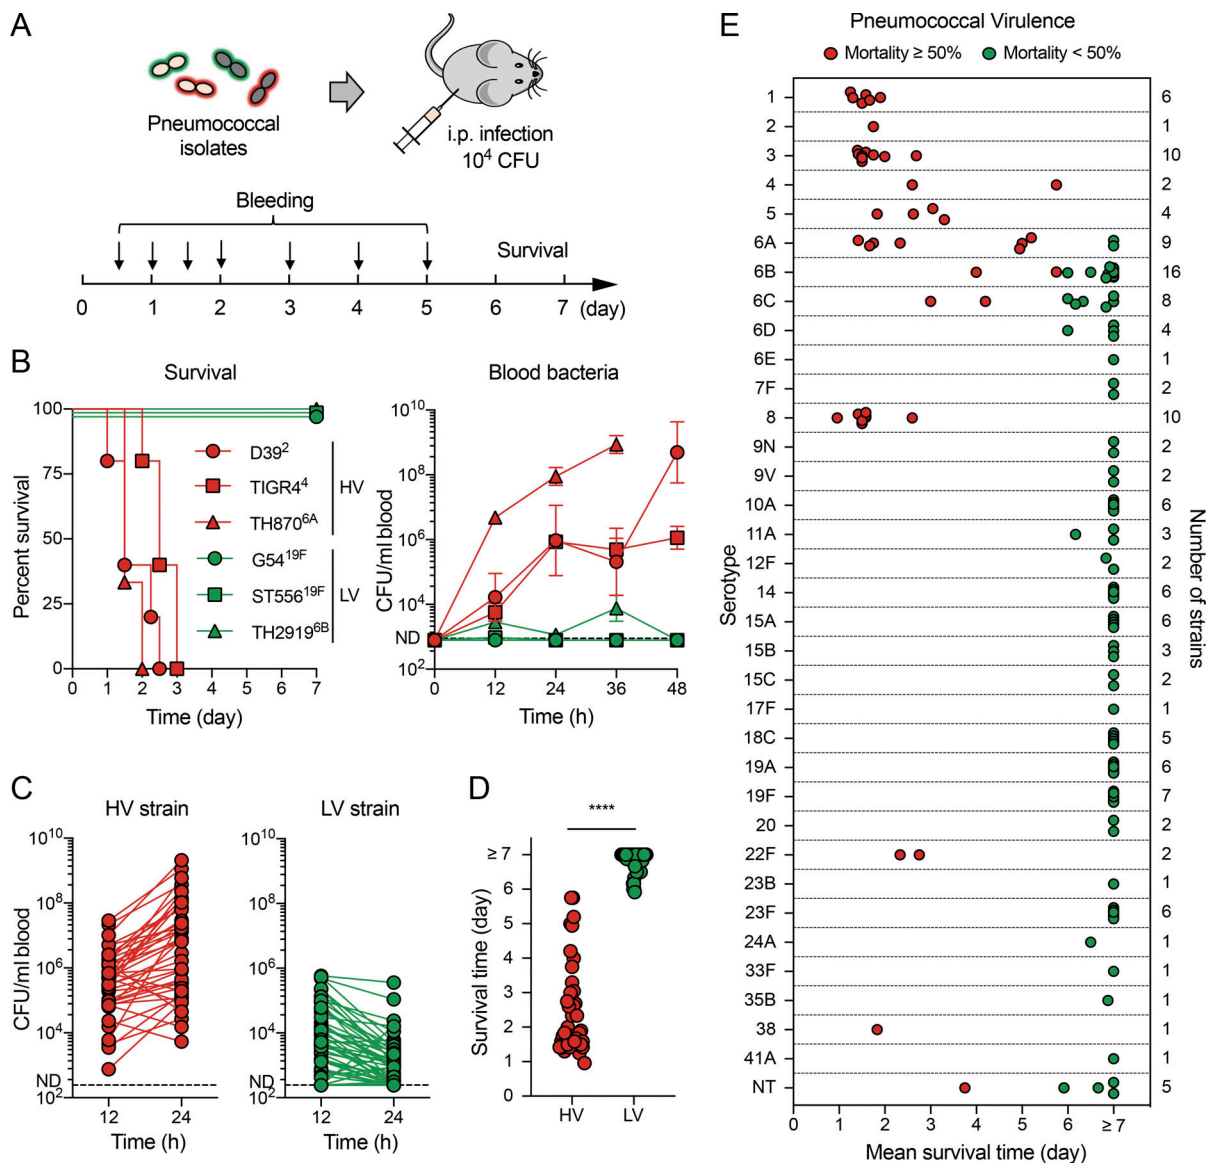 A
Pneumococcal
isolates
i.p. infection
10⁴ CFU
Bleeding
Survival
0 1 2 3 4 5 6 7 (day)
B
Survival
Percent survival
100
75
50
25
0
0 1 2 3 4 5 6 7
Time (day)
D39²
TIGR4⁴
TH870⁶ᴬ
HV
G54¹⁹ᶠ
ST556¹⁹ᶠ
TH2919⁶ᴮ
LV
Blood bacteria
CFU/ml blood
10¹⁰
10⁸
10⁶
10⁴
ND
10²
0 12 24 36 48
Time (h)
C
HV strain
CFU/ml blood
10¹⁰
10⁸
10⁶
10⁴
ND
10²
12 24
Time (h)
LV strain
10¹⁰
10⁸
10⁶
10⁴
ND
10²
12 24
Time (h)
D
****
Survival time (day)
≥ 7
6
5
4
3
2
1
0
HV LV
E
Pneumococcal Virulence
Mortality ≥ 50% Mortality < 50%
Serotype
Number of strains
1 6
2 1
3 10
4 2
5 4
6A 9
6B 16
6C 8
6D 4
6E 1
7F 2
8 10
9N 2
9V 2
10A 6
11A 3
12F 2
14 6
15A 6
15B 3
15C 2
17F 1
18C 5
19A 6
19F 7
20 2
22F 2
23B 1
23F 6
24A 1
33F 1
35B 1
38 1
41A 1
NT 5
0 1 2 3 4 5 6 ≥ 7
Mean survival time (day)